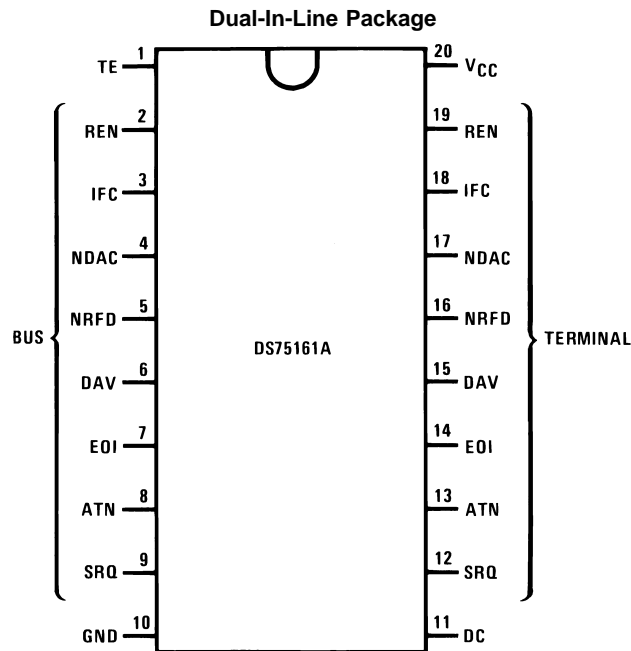 Dual-In-Line Package
TE 1
20 VCC
REN 2
19 REN
IFC 3
18 IFC
NDAC 4
17 NDAC
NRFD 5
16 NRFD
BUS
DS75161A
TERMINAL
DAV 6
15 DAV
EOI 7
14 EOI
ATN 8
13 ATN
SRQ 9
12 SRQ
GND 10
11 DC